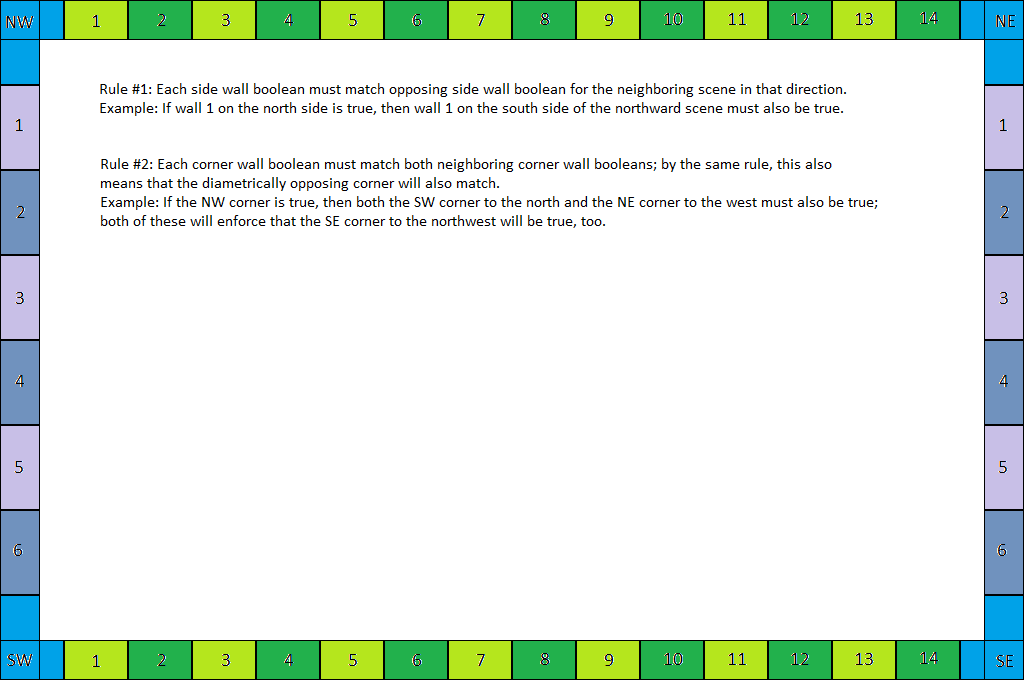 NW 1 2 3 4 5 6 7 8 9 10 11 12 13 14 NE
Rule #1: Each side wall boolean must match opposing side wall boolean for the neighboring scene in that direction.
Example: If wall 1 on the north side is true, then wall 1 on the south side of the northward scene must also be true.
1 1
Rule #2: Each corner wall boolean must match both neighboring corner wall booleans; by the same rule, this also
means that the diametrically opposing corner will also match.
Example: If the NW corner is true, then both the SW corner to the north and the NE corner to the west must also be true;
both of these will enforce that the SE corner to the northwest will be true, too.
2 2
3 3
4 4
5 5
6 6
SW 1 2 3 4 5 6 7 8 9 10 11 12 13 14 SE